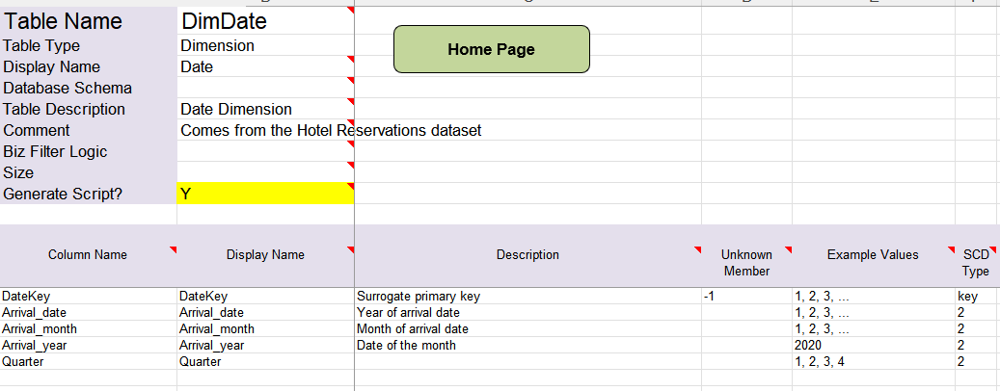 Table Name DimDate
Table Type Dimension Home Page
Display Name Date
Database Schema
Table Description Date Dimension
Comment Comes from the Hotel Reservations dataset
Biz Filter Logic
Size
Generate Script? Y
Column Name Display Name Description Unknown Member Example Values SCD Type
DateKey DateKey Surrogate primary key -1 1, 2, 3, ... key
Arrival_date Arrival_date Year of arrival date 1, 2, 3, ... 2
Arrival_month Arrival_month Month of arrival date 1, 2, 3, ... 2
Arrival_year Arrival_year Date of the month 2020 2
Quarter Quarter 1, 2, 3, 4 2